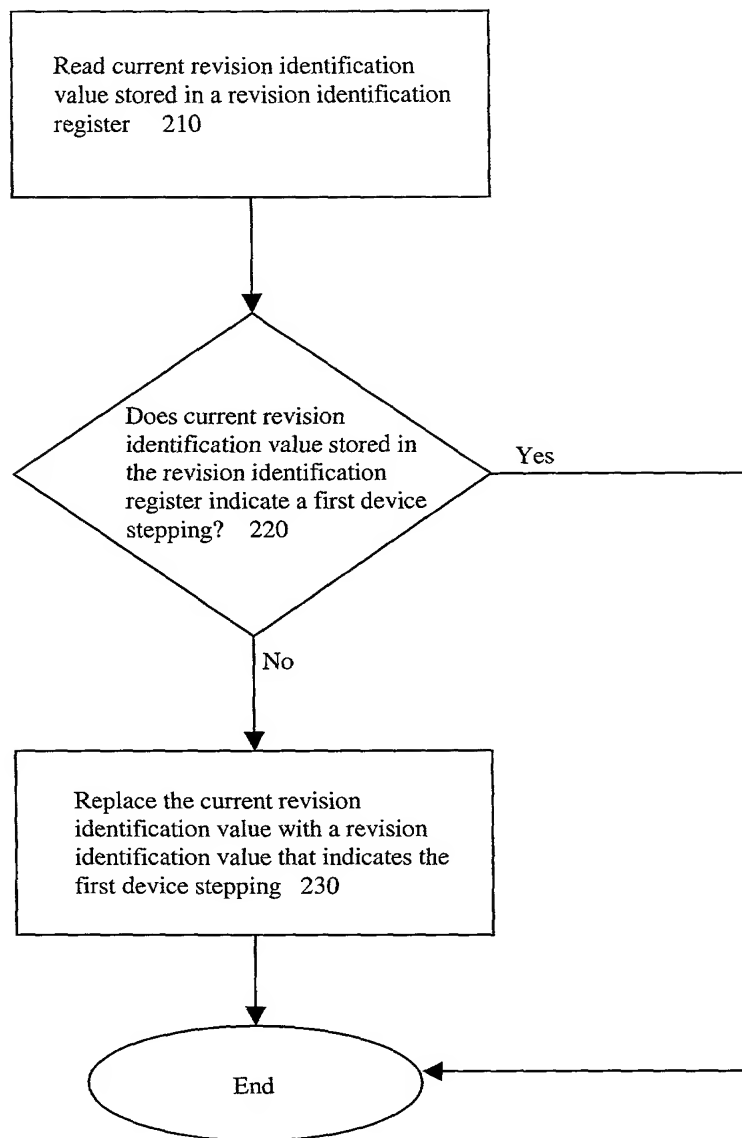 Read current revision identification
value stored in a revision identification
register 210
Does current revision
identification value stored in
the revision identification
register indicate a first device
stepping? 220
Yes
No
Replace the current revision
identification value with a revision
identification value that indicates the
first device stepping 230
End